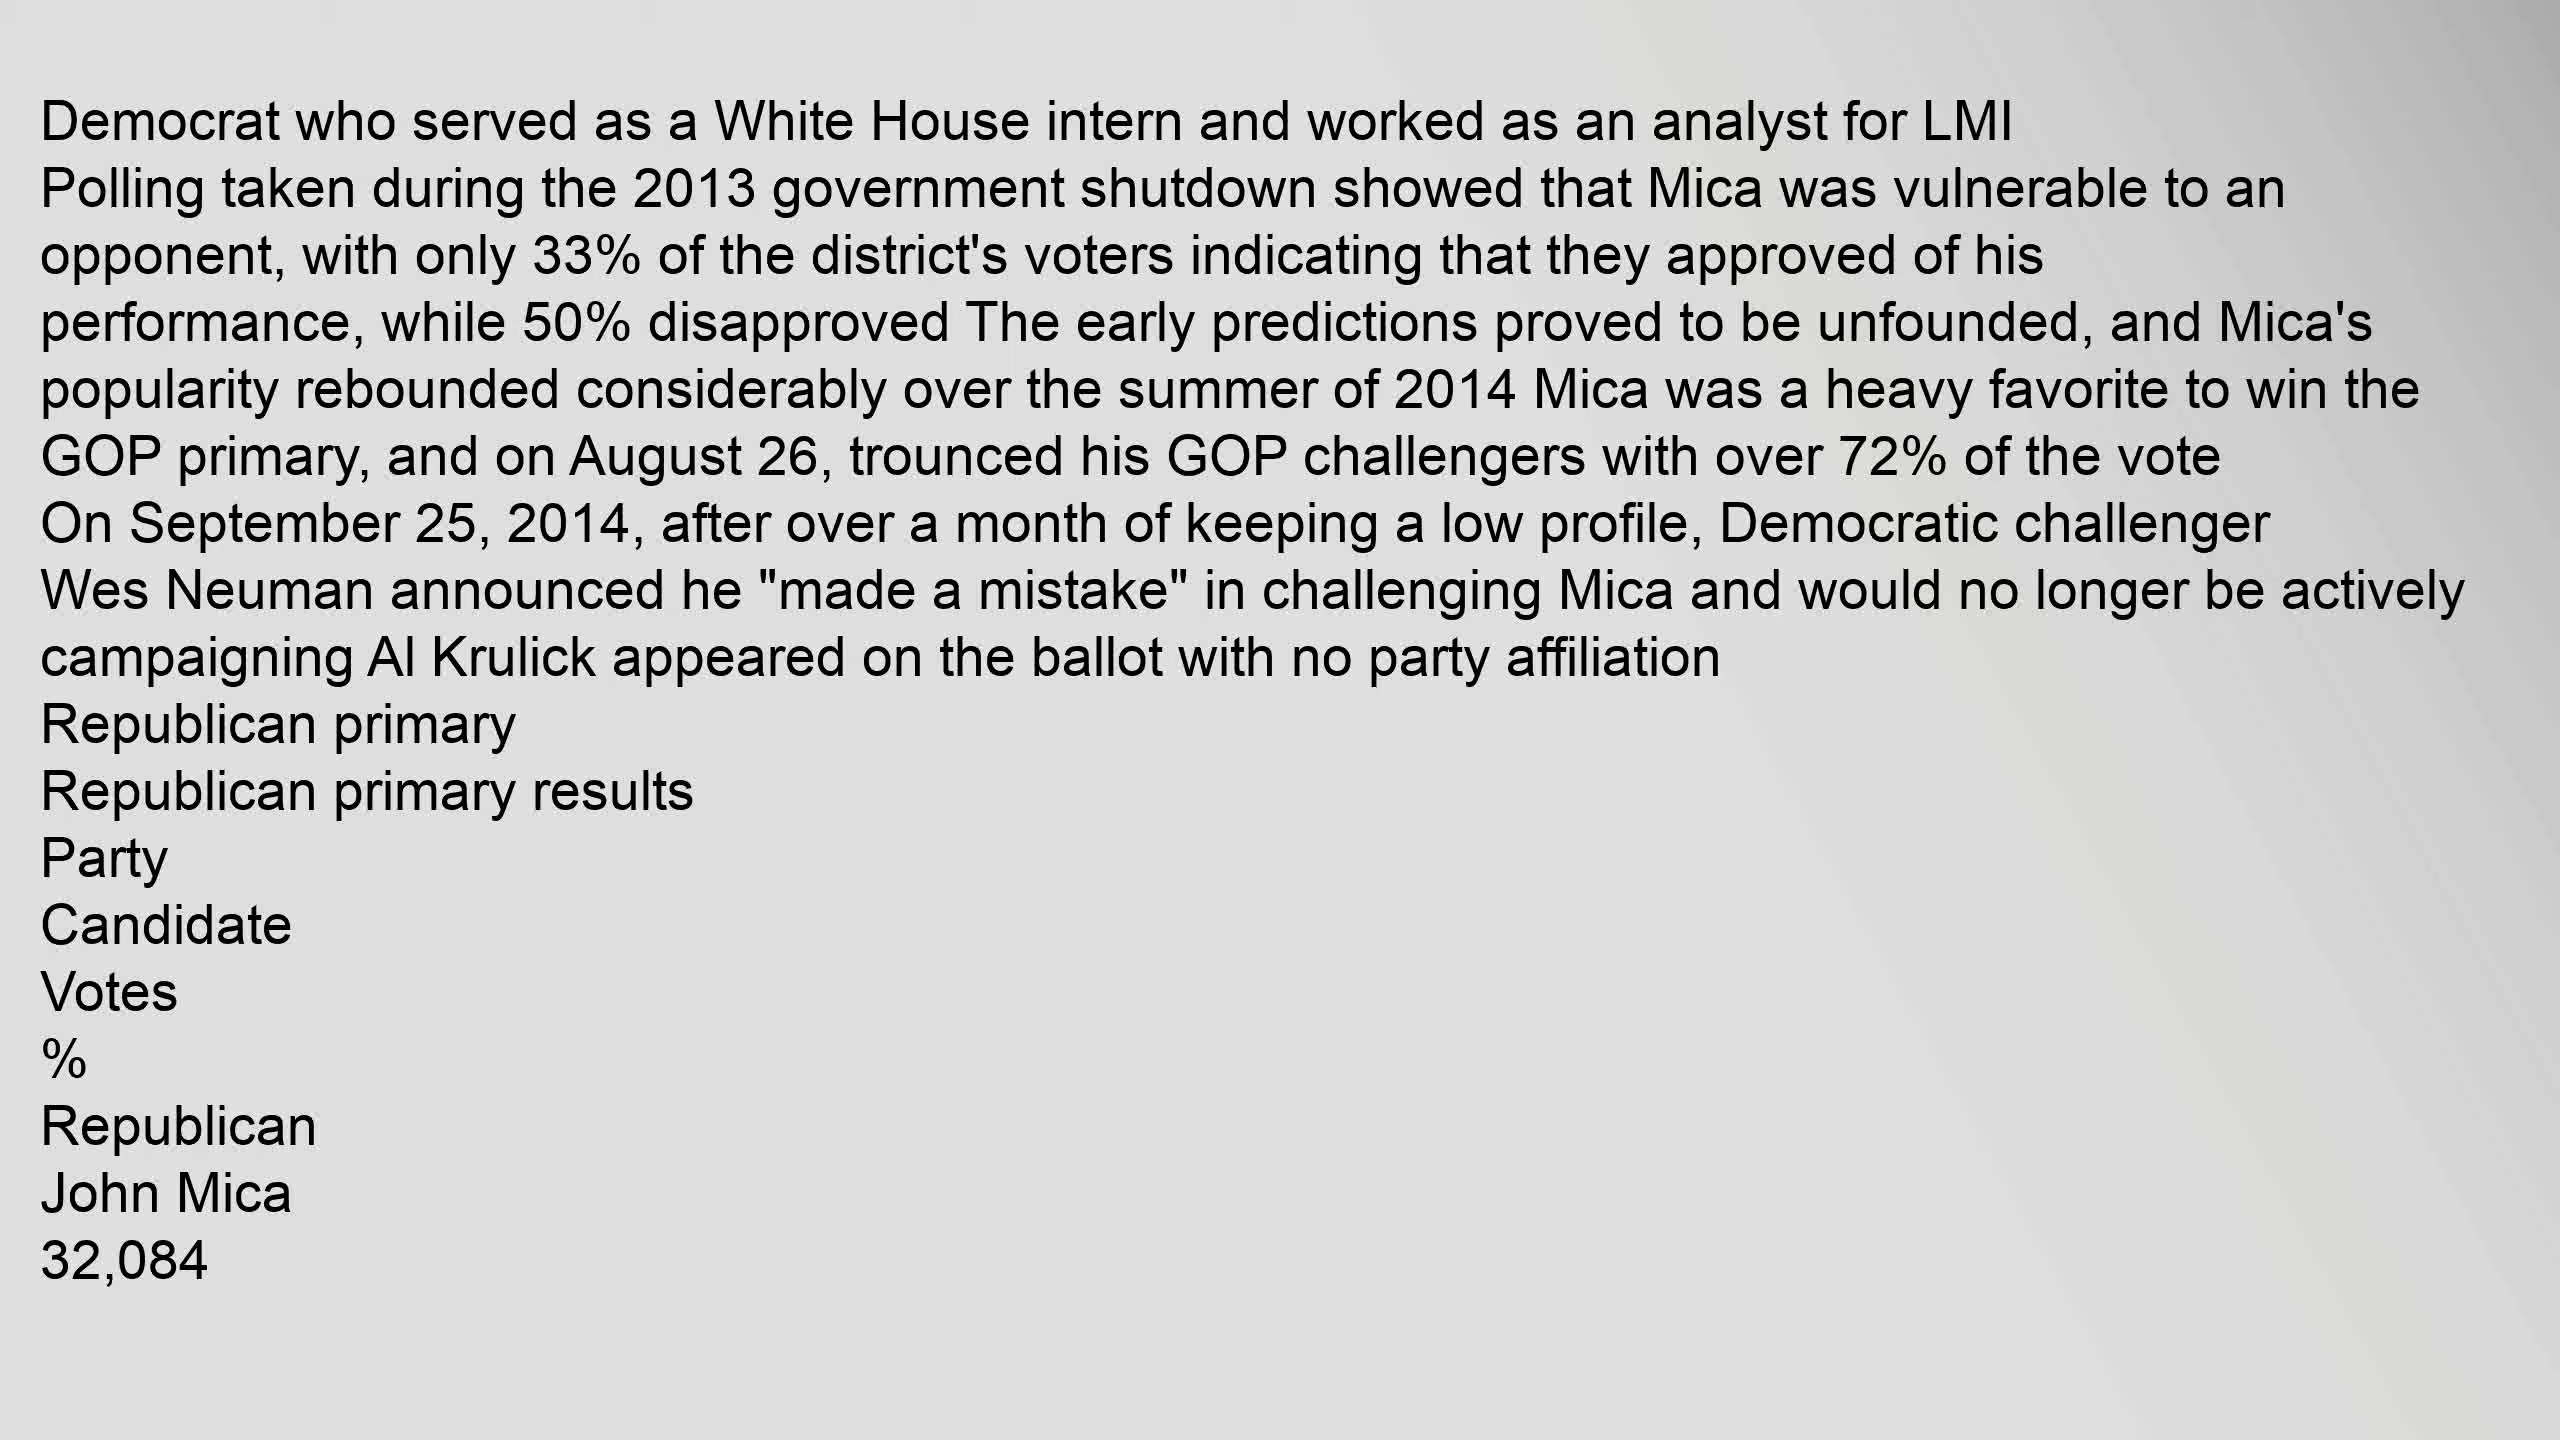 Democrat who served as a White House intern and worked as an analyst for LMI
Polling taken during the 2013 government shutdown showed that Mica was vulnerable to an
opponent, with only 33% of the district's voters indicating that they approved of his
performance, while 50% disapproved The early predictions proved to be unfounded, and Mica's
popularity rebounded considerably over the summer of 2014 Mica was a heavy favorite to win the
GOP primary, and on August 26, trounced his GOP challengers with over 72% of the vote
On September 25, 2014, after over a month of keeping a low profile, Democratic challenger
Wes Neuman announced he "made a mistake" in challenging Mica and would no longer be actively
campaigning Al Krulick appeared on the ballot with no party affiliation
Republican primary
Republican primary results
Party
Candidate
Votes
%
Republican
John Mica
32,084